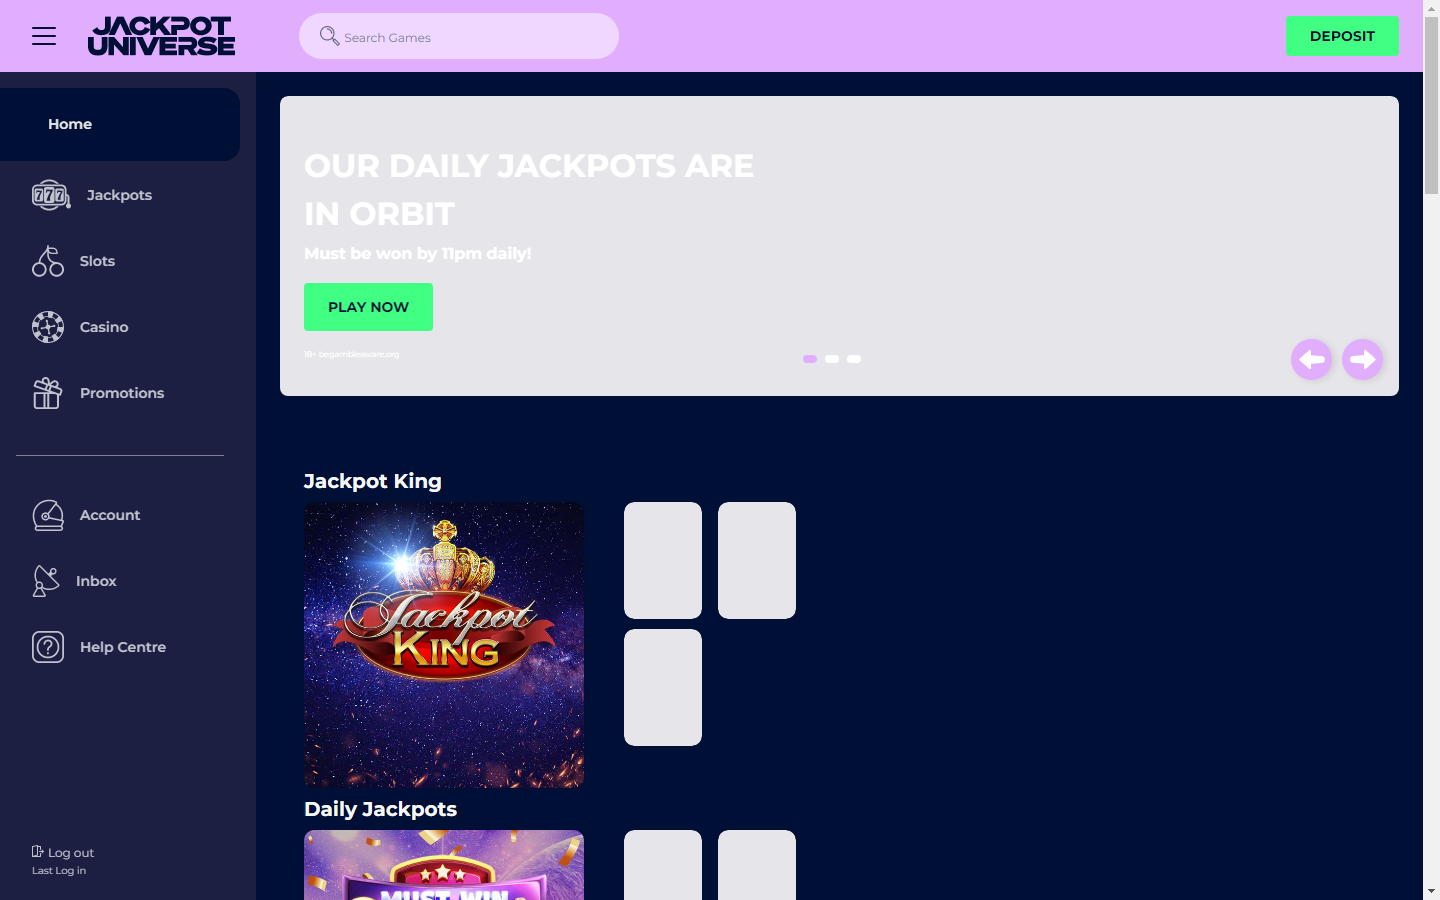 JACKPOT
UNIVERSE
Search Games
DEPOSIT
Home
Jackpots
Slots
Casino
Promotions
Account
Inbox
Help Centre
Log out
Last Log in
OUR DAILY JACKPOTS ARE
IN ORBIT
Must be won by 11pm daily!
PLAY NOW
18+ begambleaware.org
Jackpot King
Jackpot
KING
Daily Jackpots
MUST WIN